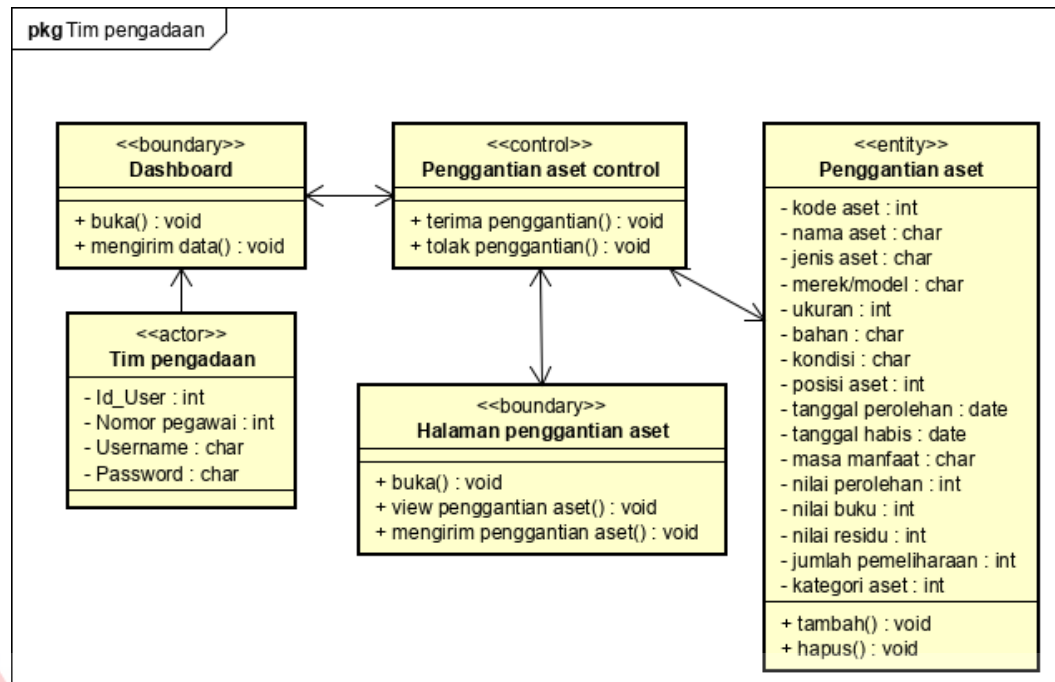 pkg Tim pengadaan
<<boundary>>
Dashboard
+ buka() : void
+ mengirim data() : void
<<control>>
Penggantian aset control
+ terima penggantian() : void
+ tolak penggantian() : void
<<entity>>
Penggantian aset
- kode aset : int
- nama aset : char
- jenis aset : char
- merek/model : char
- ukuran : int
- bahan : char
- kondisi : char
- posisi aset : int
- tanggal perolehan : date
- tanggal habis : date
- masa manfaat : char
- nilai perolehan : int
- nilai buku : int
- nilai residu : int
- jumlah pemeliharaan : int
- kategori aset : int
+ tambah() : void
+ hapus() : void
<<actor>>
Tim pengadaan
- Id_User : int
- Nomor pegawai : int
- Username : char
- Password : char
<<boundary>>
Halaman penggantian aset
+ buka() : void
+ view penggantian aset() : void
+ mengirim penggantian aset() : void